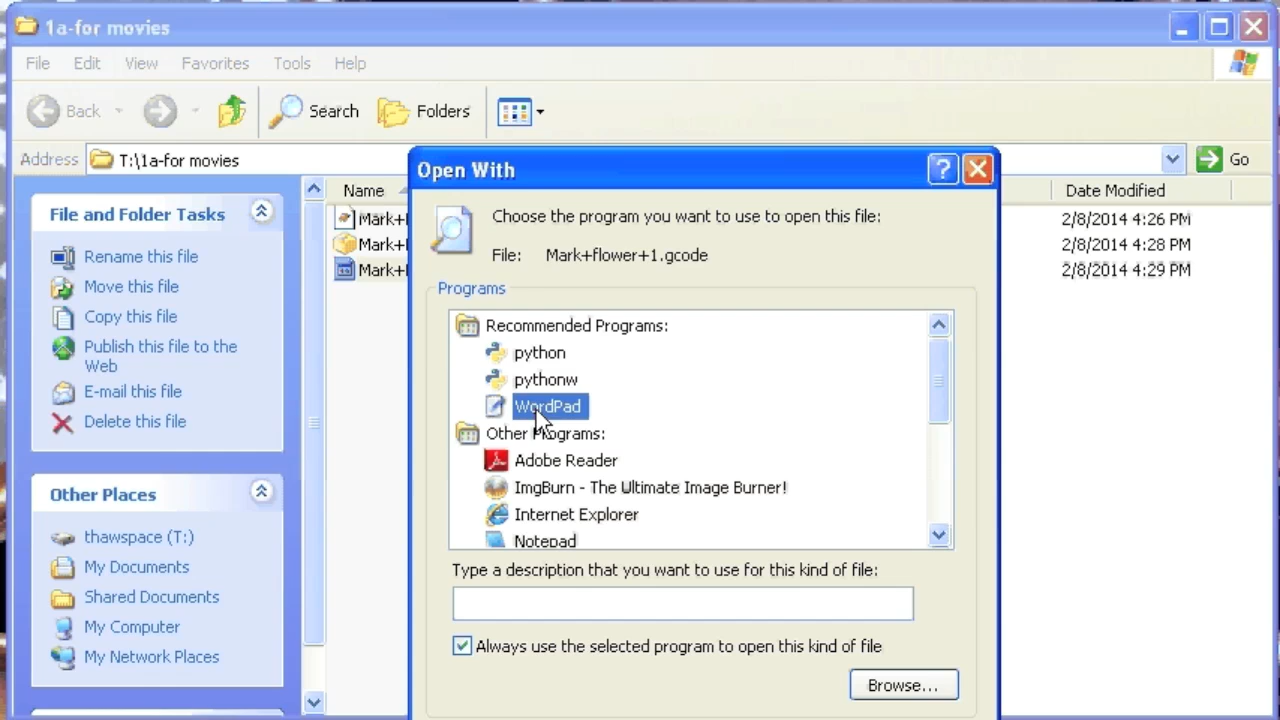 1a-for movies
File Edit View Favorites Tools Help
Back Search Folders
Address T:\1a-for movies Go
File and Folder Tasks
Rename this file
Move this file
Copy this file
Publish this file to the
Web
E-mail this file
Delete this file
Other Places
thawspace (T:)
My Documents
Shared Documents
My Computer
My Network Places
Name Date Modified
Mark+ 2/8/2014 4:26 PM
Mark+ 2/8/2014 4:28 PM
Mark+ 2/8/2014 4:29 PM
Open With
Choose the program you want to use to open this file:
File: Mark+flower+1.gcode
Programs
Recommended Programs:
python
pythonw
WordPad
Other Programs:
Adobe Reader
ImgBurn - The Ultimate Image Burner!
Internet Explorer
Notepad
Type a description that you want to use for this kind of file:
Always use the selected program to open this kind of file
Browse...